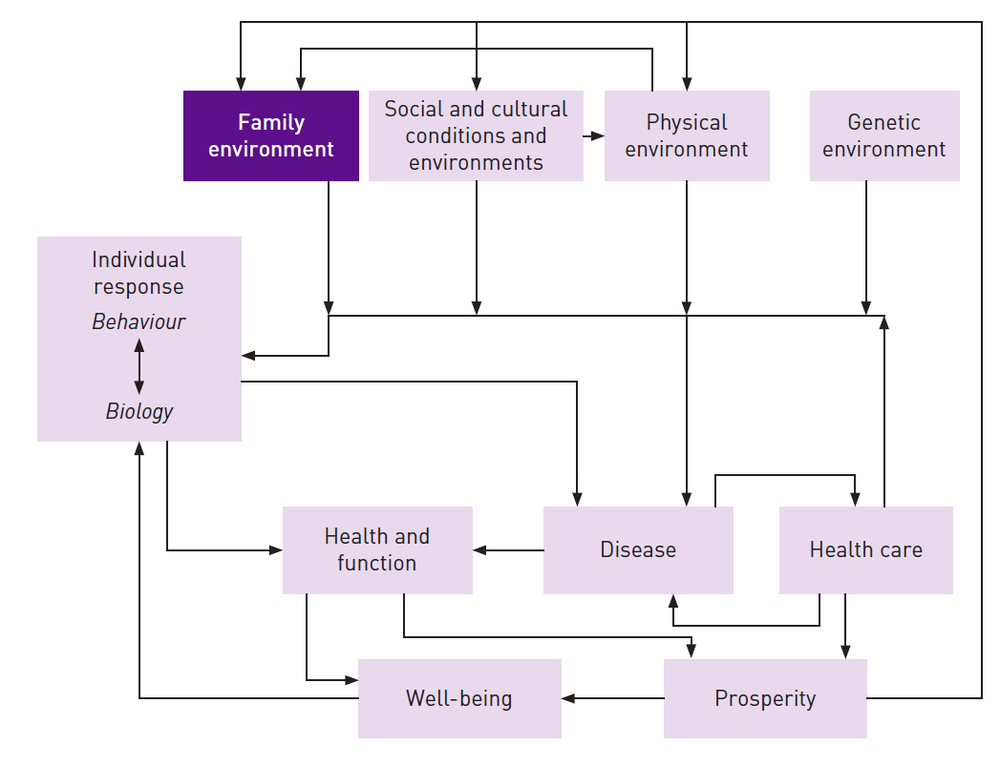 Family
environment
Social and cultural
conditions and
environments
Physical
environment
Genetic
environment
Individual
response
Behaviour
Biology
Health and
function
Disease
Health care
Well-being
Prosperity